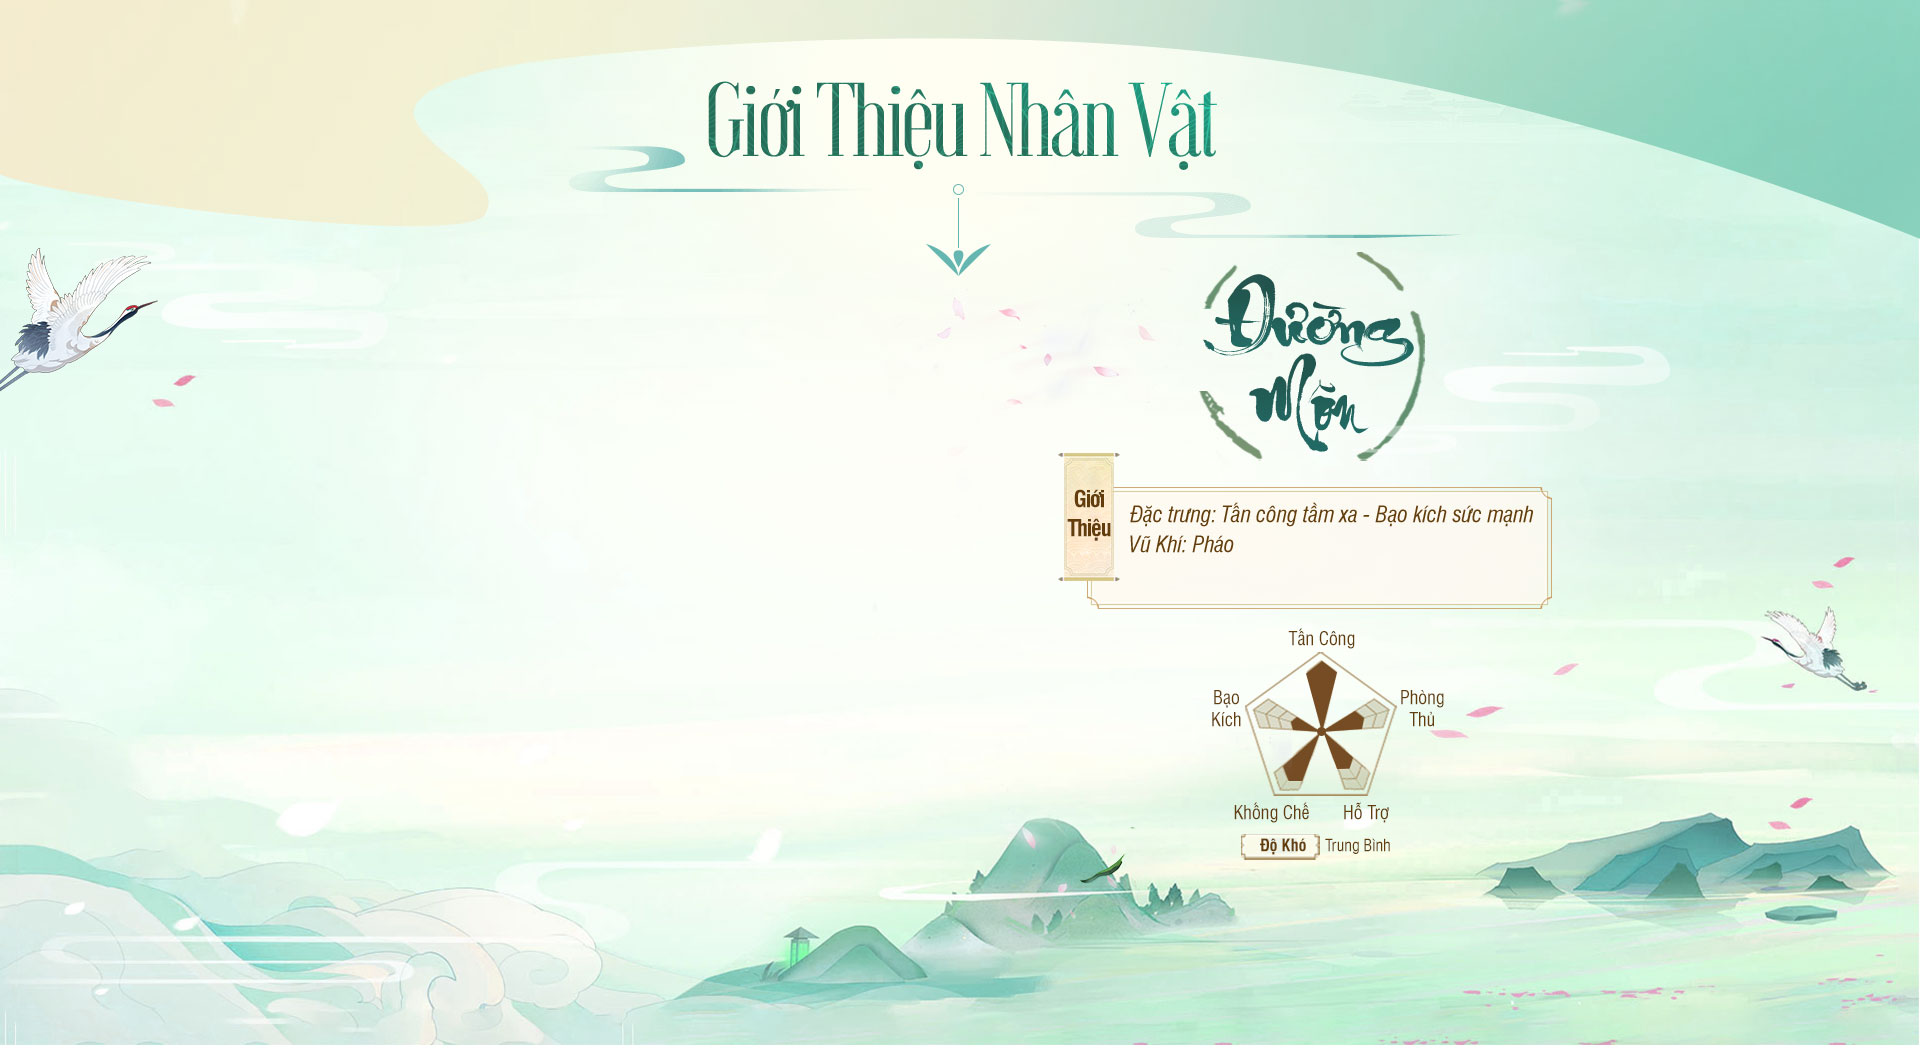 Giới Thiệu Nhân Vật
Đường
Môn
Giới
Thiệu
Đặc trưng: Tấn công tầm xa - Bạo kích sức mạnh
Vũ Khí: Pháo
Tấn Công
Bạo
Kích
Phòng
Thủ
Khống Chế
Hỗ Trợ
Độ Khó
Trung Bình